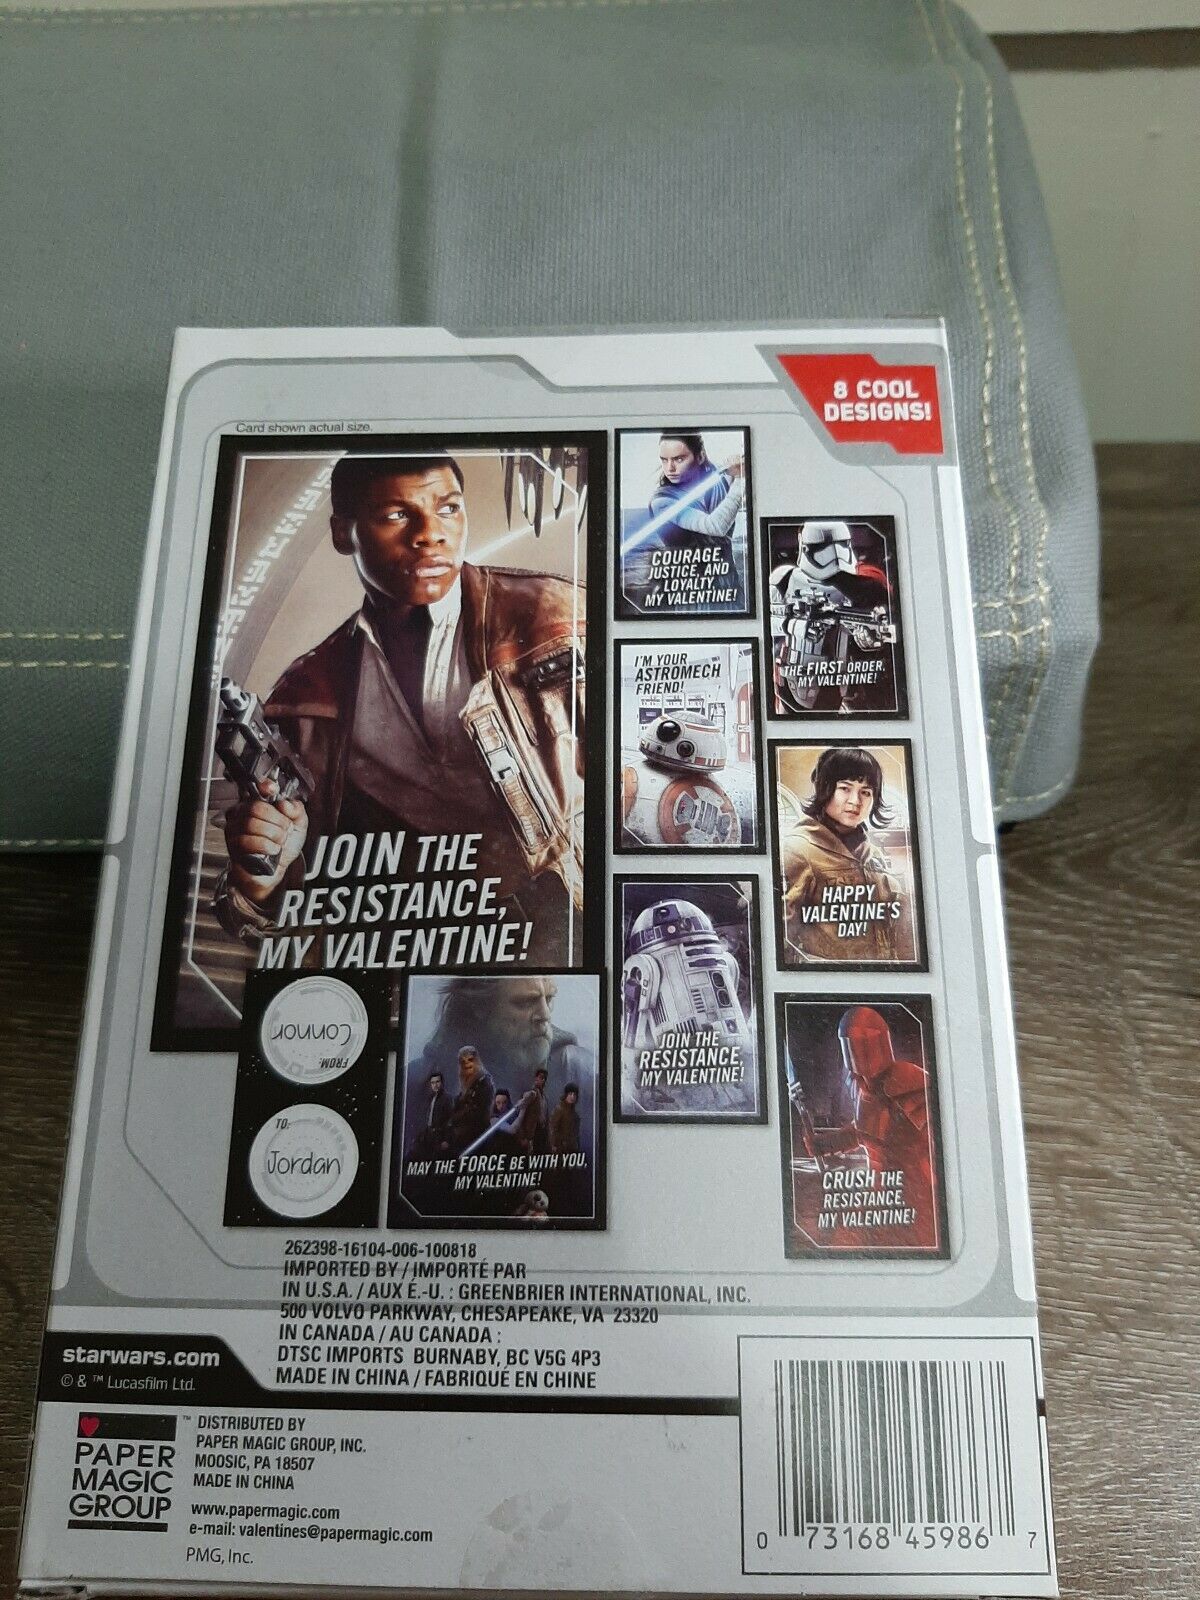 8 COOL
DESIGNS!
Card shown actual size.
JOIN THE
RESISTANCE,
MY VALENTINE!
COURAGE,
JUSTICE, AND
LOYALTY,
MY VALENTINE!
THE FIRST ORDER,
MY VALENTINE!
I'M YOUR
ASTROMECH
FRIEND!
HAPPY
VALENTINE'S
DAY!
JOIN THE
RESISTANCE,
MY VALENTINE!
CRUSH THE
RESISTANCE,
MY VALENTINE!
FROM:
Connor
TO:
Jordan
MAY THE FORCE BE WITH YOU,
MY VALENTINE!
262398-16104-006-100818
IMPORTED BY / IMPORTÉ PAR
IN U.S.A. / AUX É.-U. : GREENBRIER INTERNATIONAL, INC.
500 VOLVO PARKWAY, CHESAPEAKE, VA 23320
IN CANADA / AU CANADA :
DTSC IMPORTS BURNABY, BC V5G 4P3
MADE IN CHINA / FABRIQUÉ EN CHINE
starwars.com
© & ™ Lucasfilm Ltd.
PAPER
MAGIC
GROUP
™
DISTRIBUTED BY
PAPER MAGIC GROUP, INC.
MOOSIC, PA 18507
MADE IN CHINA
www.papermagic.com
e-mail: valentines@papermagic.com
PMG, Inc.
0 73168 45986 7